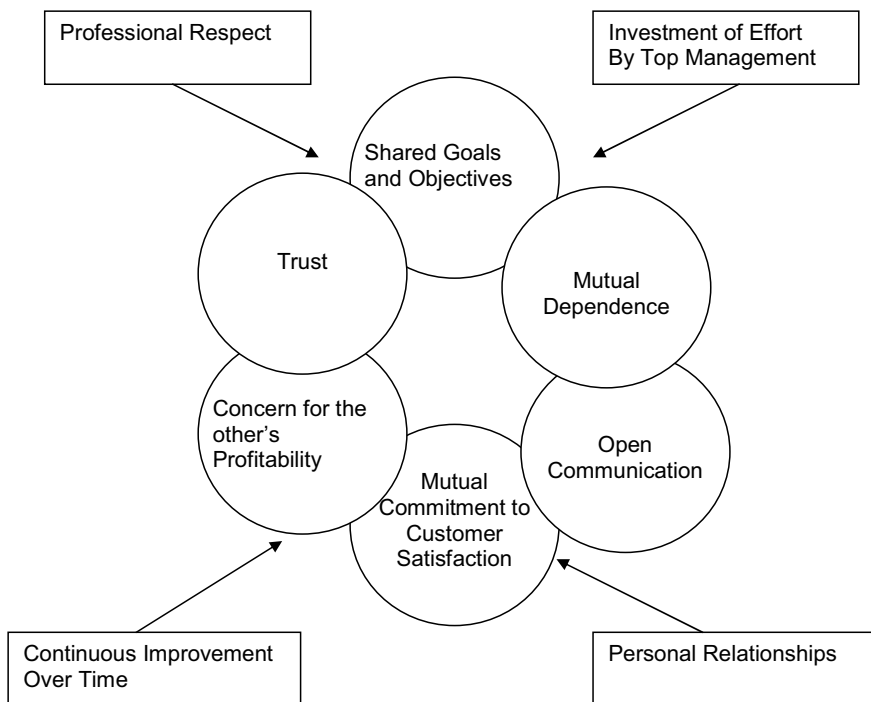 Professional Respect
Investment of Effort
By Top Management
Shared Goals
and Objectives
Trust
Mutual
Dependence
Concern for the
other’s
Profitability
Open
Communication
Mutual
Commitment to
Customer
Satisfaction
Continuous Improvement
Over Time
Personal Relationships